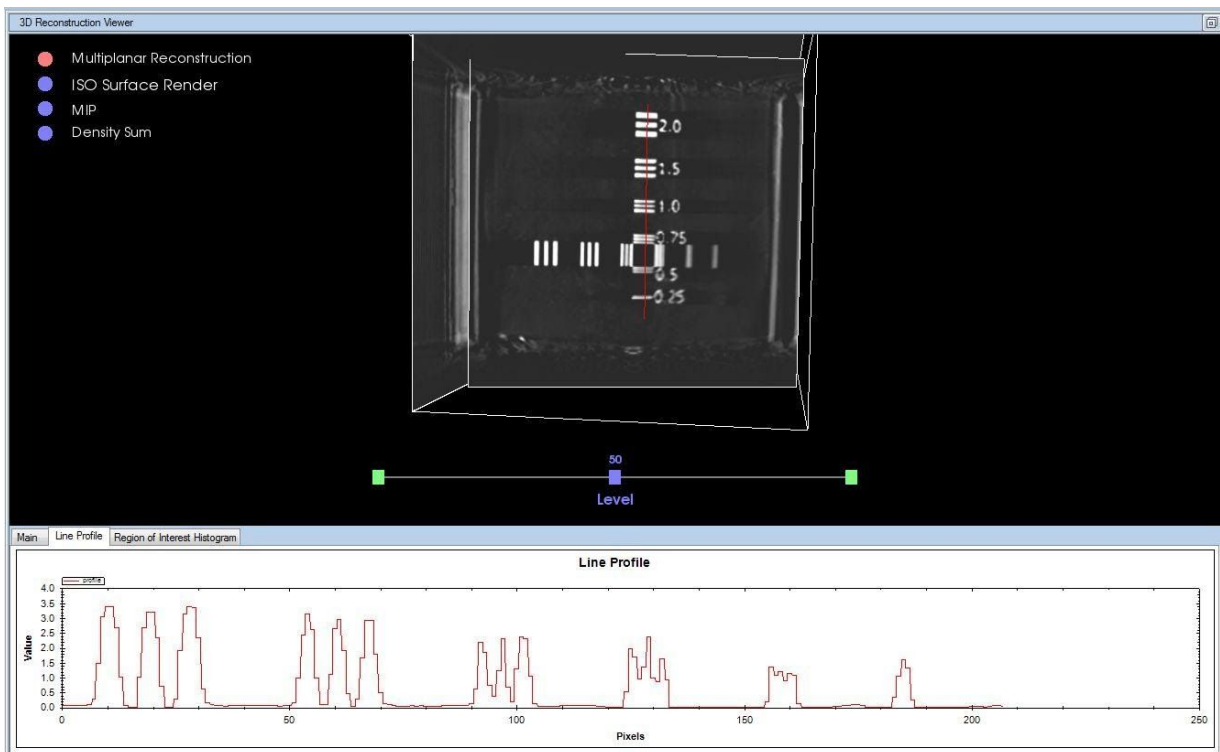 3D Reconstruction Viewer
Multiplanar Reconstruction
ISO Surface Render
MIP
Density Sum
2.0
1.5
1.0
0.75
0.5
0.25
50
Level
Main Line Profile Region of Interest Histogram
Line Profile
profile
4.0
3.5
3.0
2.5
2.0
1.5
1.0
0.5
0.0
Value
0 50 100 150 200 250
Pixels